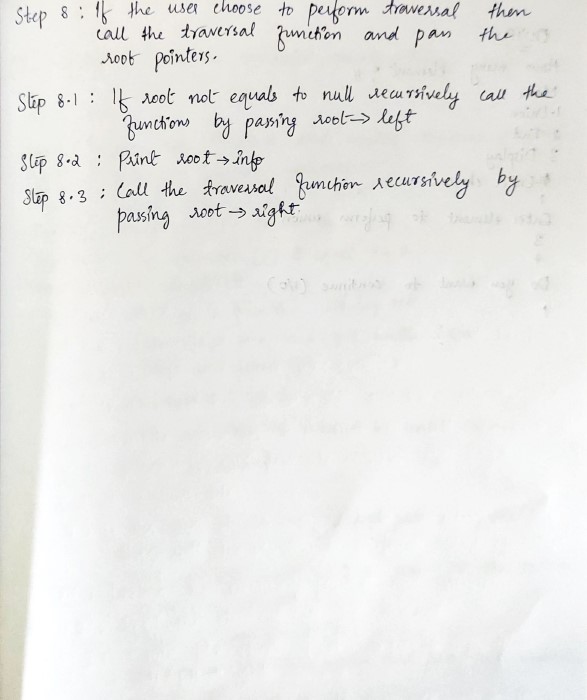 Step 8 : If the user choose to perform traversal then
call the traversal function and pan the
root pointers.
Step 8.1 : If root not equals to null recursively call the
functions by passing root → left
Step 8.2 : Print root → info
Step 8.3 : Call the traversal function recursively by
passing root → right.